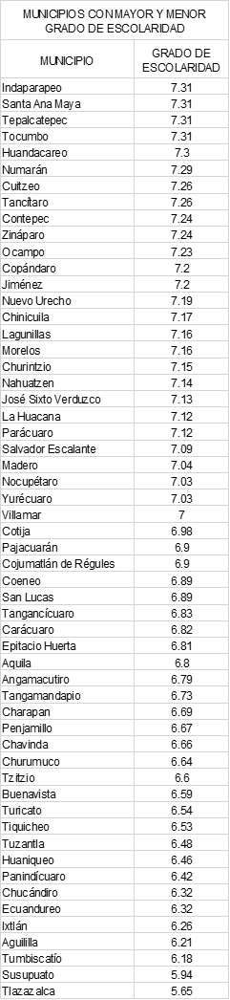 MUNICIPIOS CON MAYOR Y MENOR
GRADO DE ESCOLARIDAD
MUNICIPIO GRADO DE
ESCOLARIDAD
Indaparapeo 7.31
Santa Ana Maya 7.31
Tepalcatepec 7.31
Tocumbo 7.31
Huandacareo 7.3
Numarán 7.29
Cuitzeo 7.26
Tancítaro 7.26
Contepec 7.24
Zináparo 7.24
Ocampo 7.23
Copándaro 7.2
Jiménez 7.2
Nuevo Urecho 7.19
Chinicuila 7.17
Lagunillas 7.16
Morelos 7.16
Churintzio 7.15
Nahuatzen 7.14
José Sixto Verduzco 7.13
La Huacana 7.12
Parácuaro 7.12
Salvador Escalante 7.09
Madero 7.04
Nocupétaro 7.03
Yurécuaro 7.03
Villamar 7
Cotija 6.98
Pajacuarán 6.9
Cojumatlán de Régules 6.9
Coeneo 6.89
San Lucas 6.89
Tangancícuaro 6.83
Carácuaro 6.82
Epitacio Huerta 6.81
Aquila 6.8
Angamacutiro 6.79
Tangamandapio 6.73
Charapan 6.69
Penjamillo 6.67
Chavinda 6.66
Churumuco 6.64
Tzitzio 6.6
Buenavista 6.59
Turicato 6.54
Tiquicheo 6.53
Tuzantla 6.48
Huaniqueo 6.46
Panindícuaro 6.42
Chucándiro 6.32
Ecuandureo 6.32
Ixtlán 6.26
Aguililla 6.21
Tumbiscatío 6.18
Susupuato 5.94
Tlazazalca 5.65